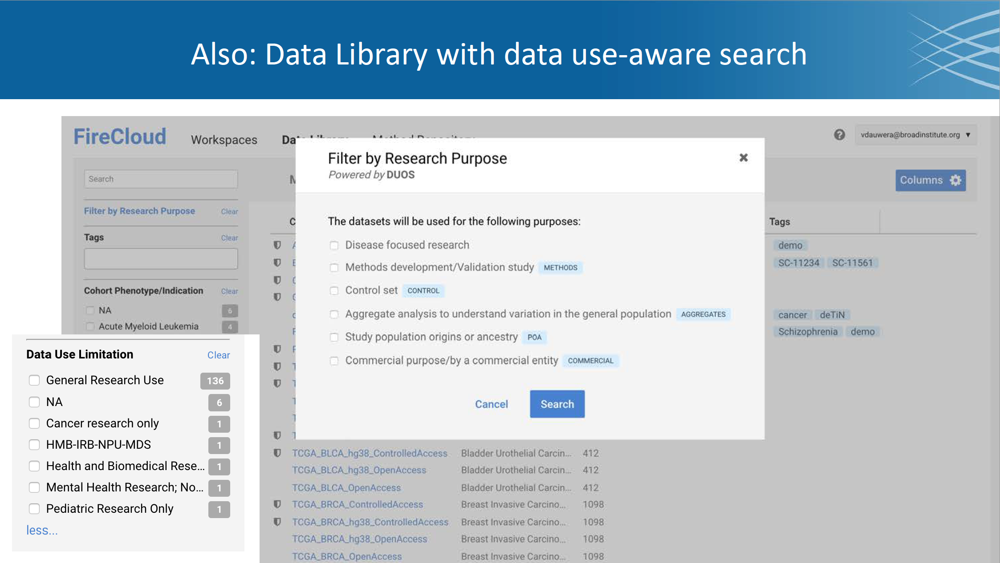 Also: Data Library with data use-aware search
FireCloud
Workspaces
vdauwera@broadinstitute.org
Filter by Research Purpose
Powered by DUOS
Search
Columns
Filter by Research Purpose Clear
The datasets will be used for the following purposes:
Tags
Tags Clear
Disease focused research
demo
Methods development/Validation study METHODS
SC-11234 SC-11561
Cohort Phenotype/Indication Clear
Control set CONTROL
NA 6
Aggregate analysis to understand variation in the general population AGGREGATES
cancer deTiN
Acute Myeloid Leukemia 4
Schizophrenia demo
Study population origins or ancestry POA
Commercial purpose/by a commercial entity COMMERCIAL
Cancel Search
Data Use Limitation Clear
General Research Use 136
NA 6
Cancer research only 1
HMB-IRB-NPU-MDS 1
Health and Biomedical Rese... 1
Mental Health Research; No... 1
Pediatric Research Only 1
less...
TCGA_BLCA_hg38_ControlledAccess Bladder Urothelial Carcin... 412
TCGA_BLCA_hg38_OpenAccess Bladder Urothelial Carcin... 412
TCGA_BLCA_OpenAccess Bladder Urothelial Carcin... 412
TCGA_BRCA_ControlledAccess Breast Invasive Carcino... 1098
TCGA_BRCA_hg38_ControlledAccess Breast Invasive Carcino... 1098
TCGA_BRCA_hg38_OpenAccess Breast Invasive Carcino... 1098
TCGA_BRCA_OpenAccess Breast Invasive Carcino... 1098